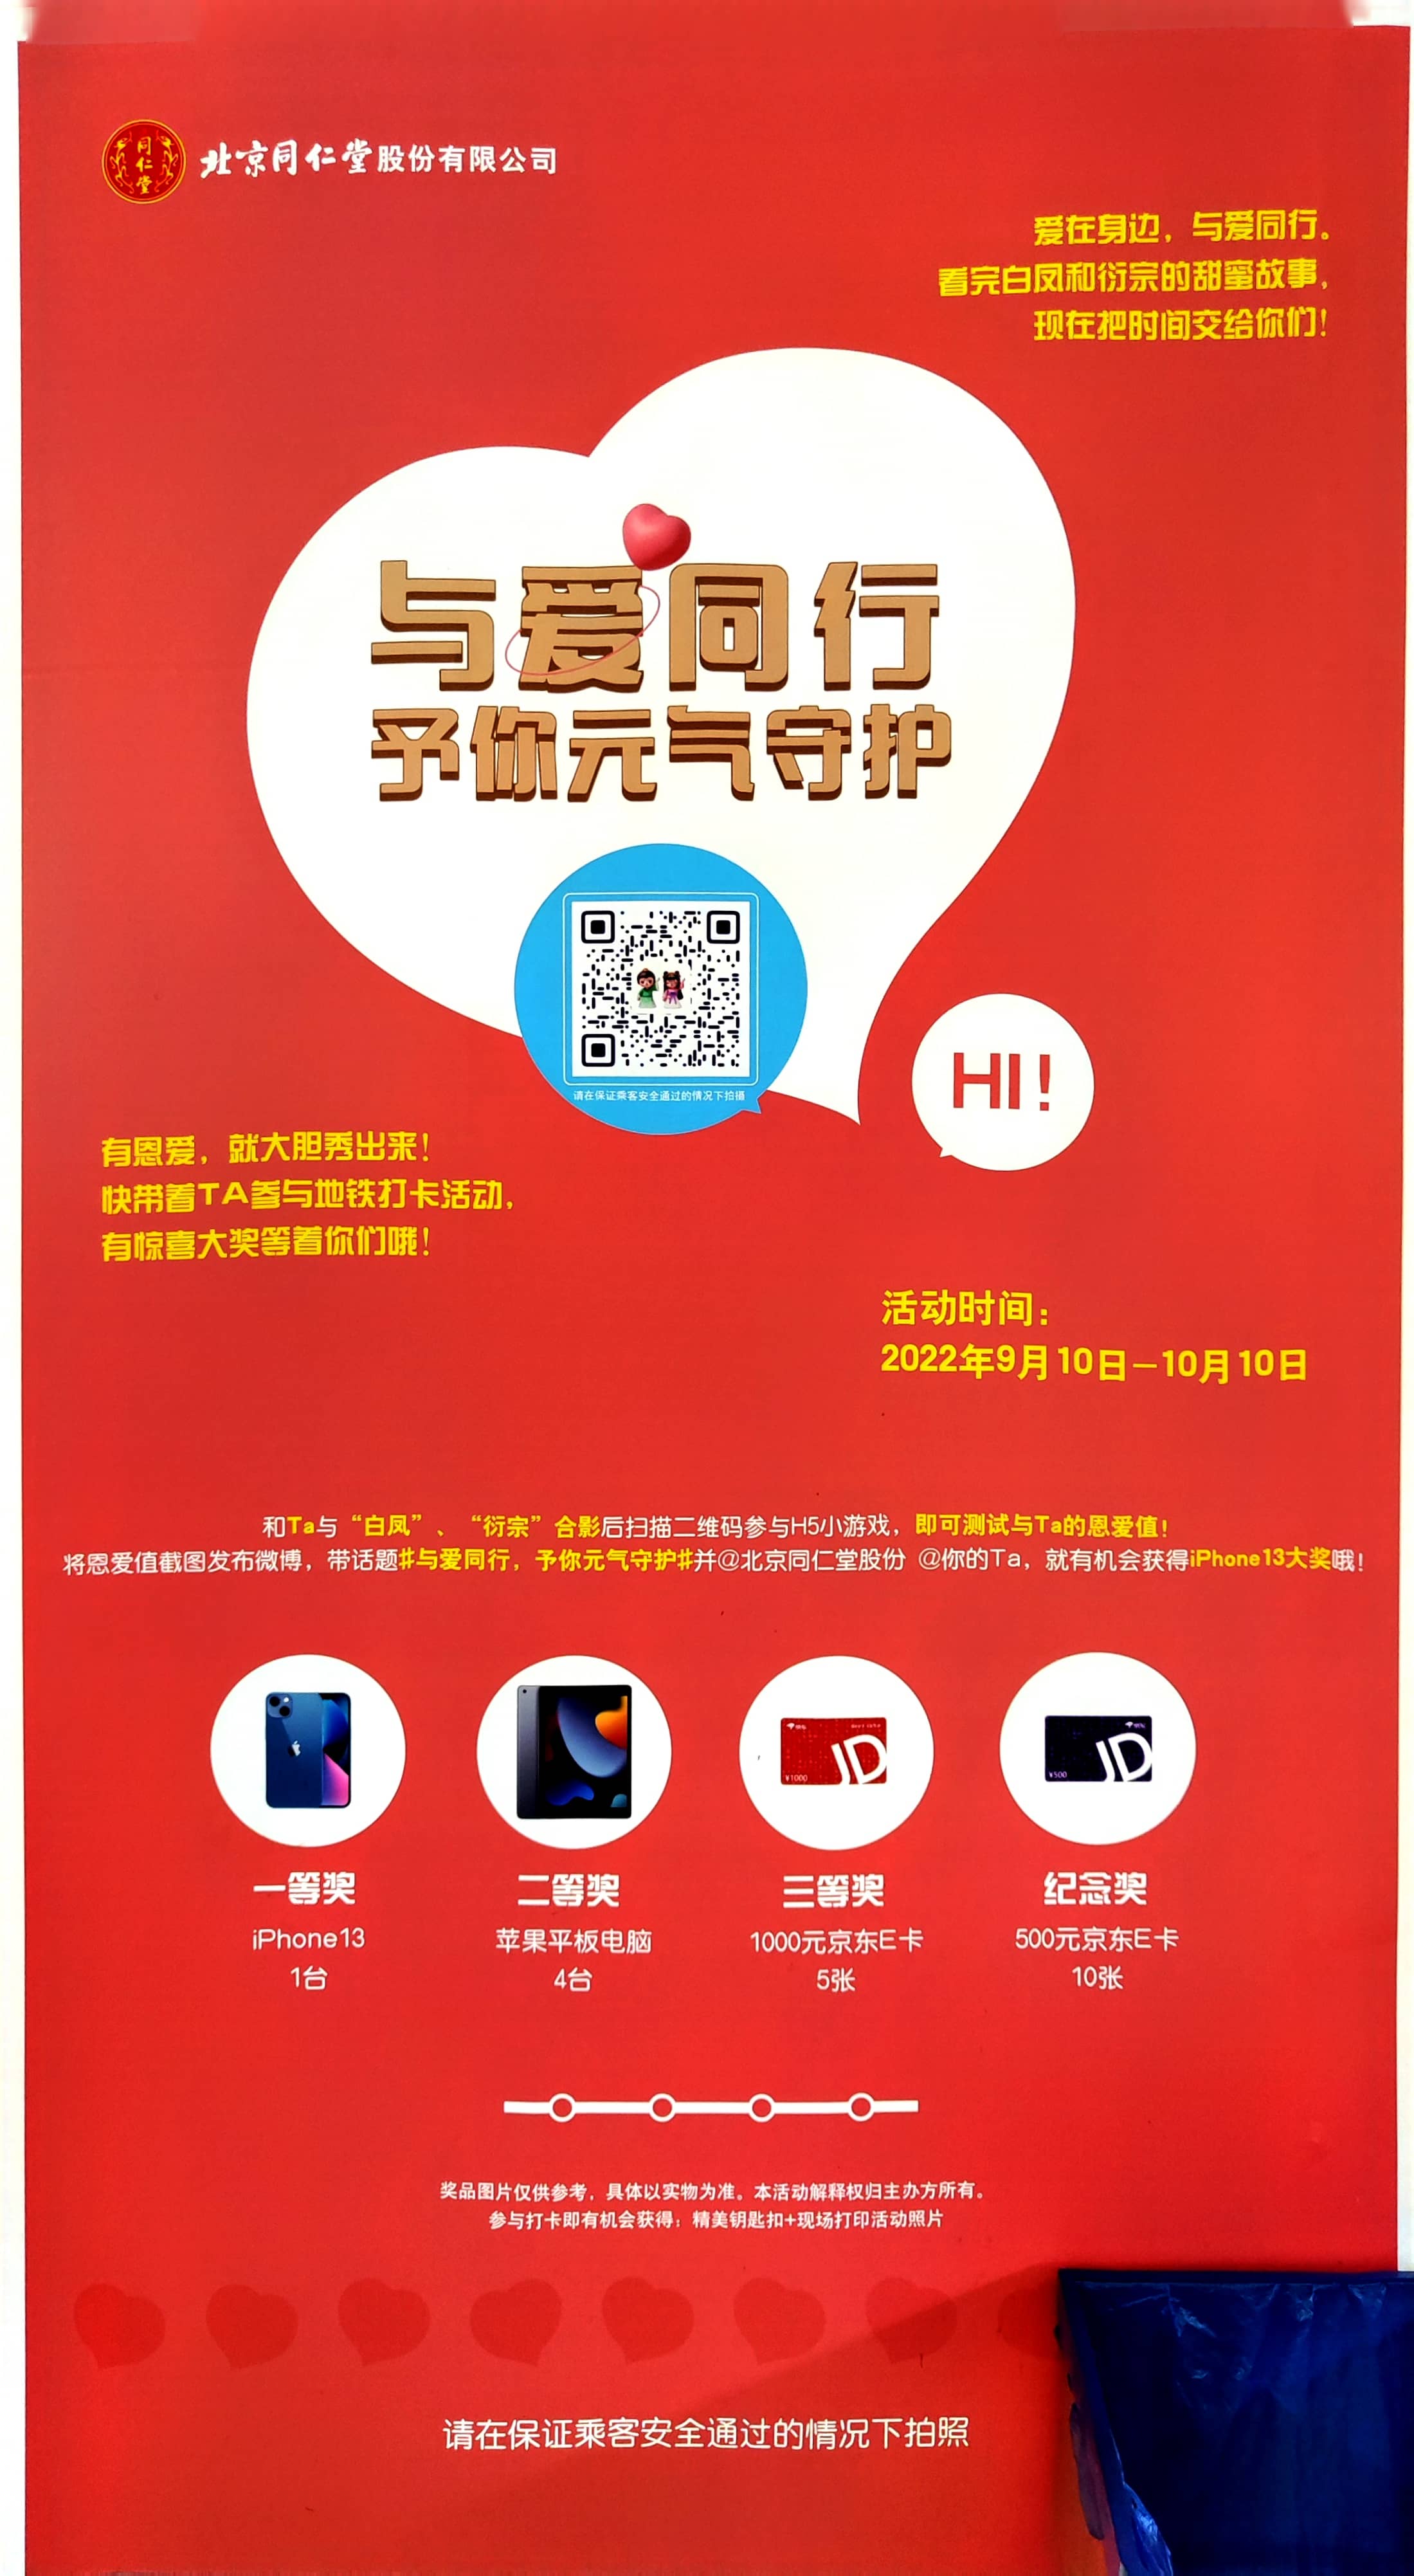 同仁堂
北京同仁堂股份有限公司
爱在身边，与爱同行。
看完白凤和衍宗的甜蜜故事，
现在把时间交给你们！
与爱同行
予你元气守护
请在保证乘客安全通过的情况下拍摄
HI!
有恩爱，就大胆秀出来！
快带着TA参与地铁打卡活动，
有惊喜大奖等着你们哦！
活动时间：
2022年9月10日—10月10日
和Ta与“白凤”、“衍宗”合影后扫描二维码参与H5小游戏，即可测试与Ta的恩爱值！
将恩爱值截图发布微博，带话题#与爱同行，予你元气守护#并@北京同仁堂股份 @你的Ta，就有机会获得iPhone13大奖哦！
¥1000
JD
¥500
JD
一等奖
iPhone13
1台
二等奖
苹果平板电脑
4台
三等奖
1000元京东E卡
5张
纪念奖
500元京东E卡
10张
奖品图片仅供参考，具体以实物为准。本活动解释权归主办方所有。
参与打卡即有机会获得：精美钥匙扣+现场打印活动照片
请在保证乘客安全通过的情况下拍照